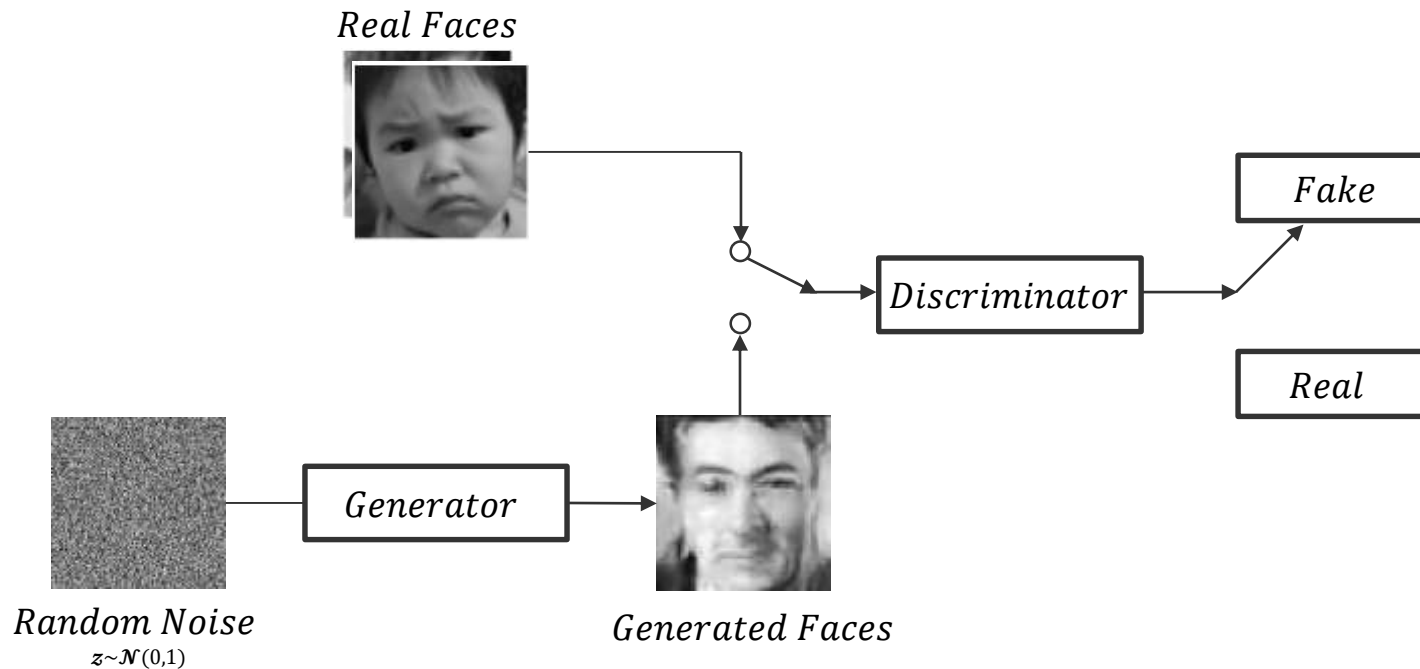 Real Faces
Fake
Discriminator
Real
Generator
Random Noise
z~𝒩(0,1)
Generated Faces